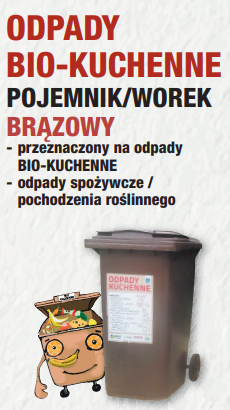 ODPADY
BIO-KUCHENNE
POJEMNIK/WOREK
BRĄZOWY
- przeznaczony na odpady
BIO-KUCHENNE
- odpady spożywcze /
pochodzenia roślinnego
ODPADY
KUCHENNE